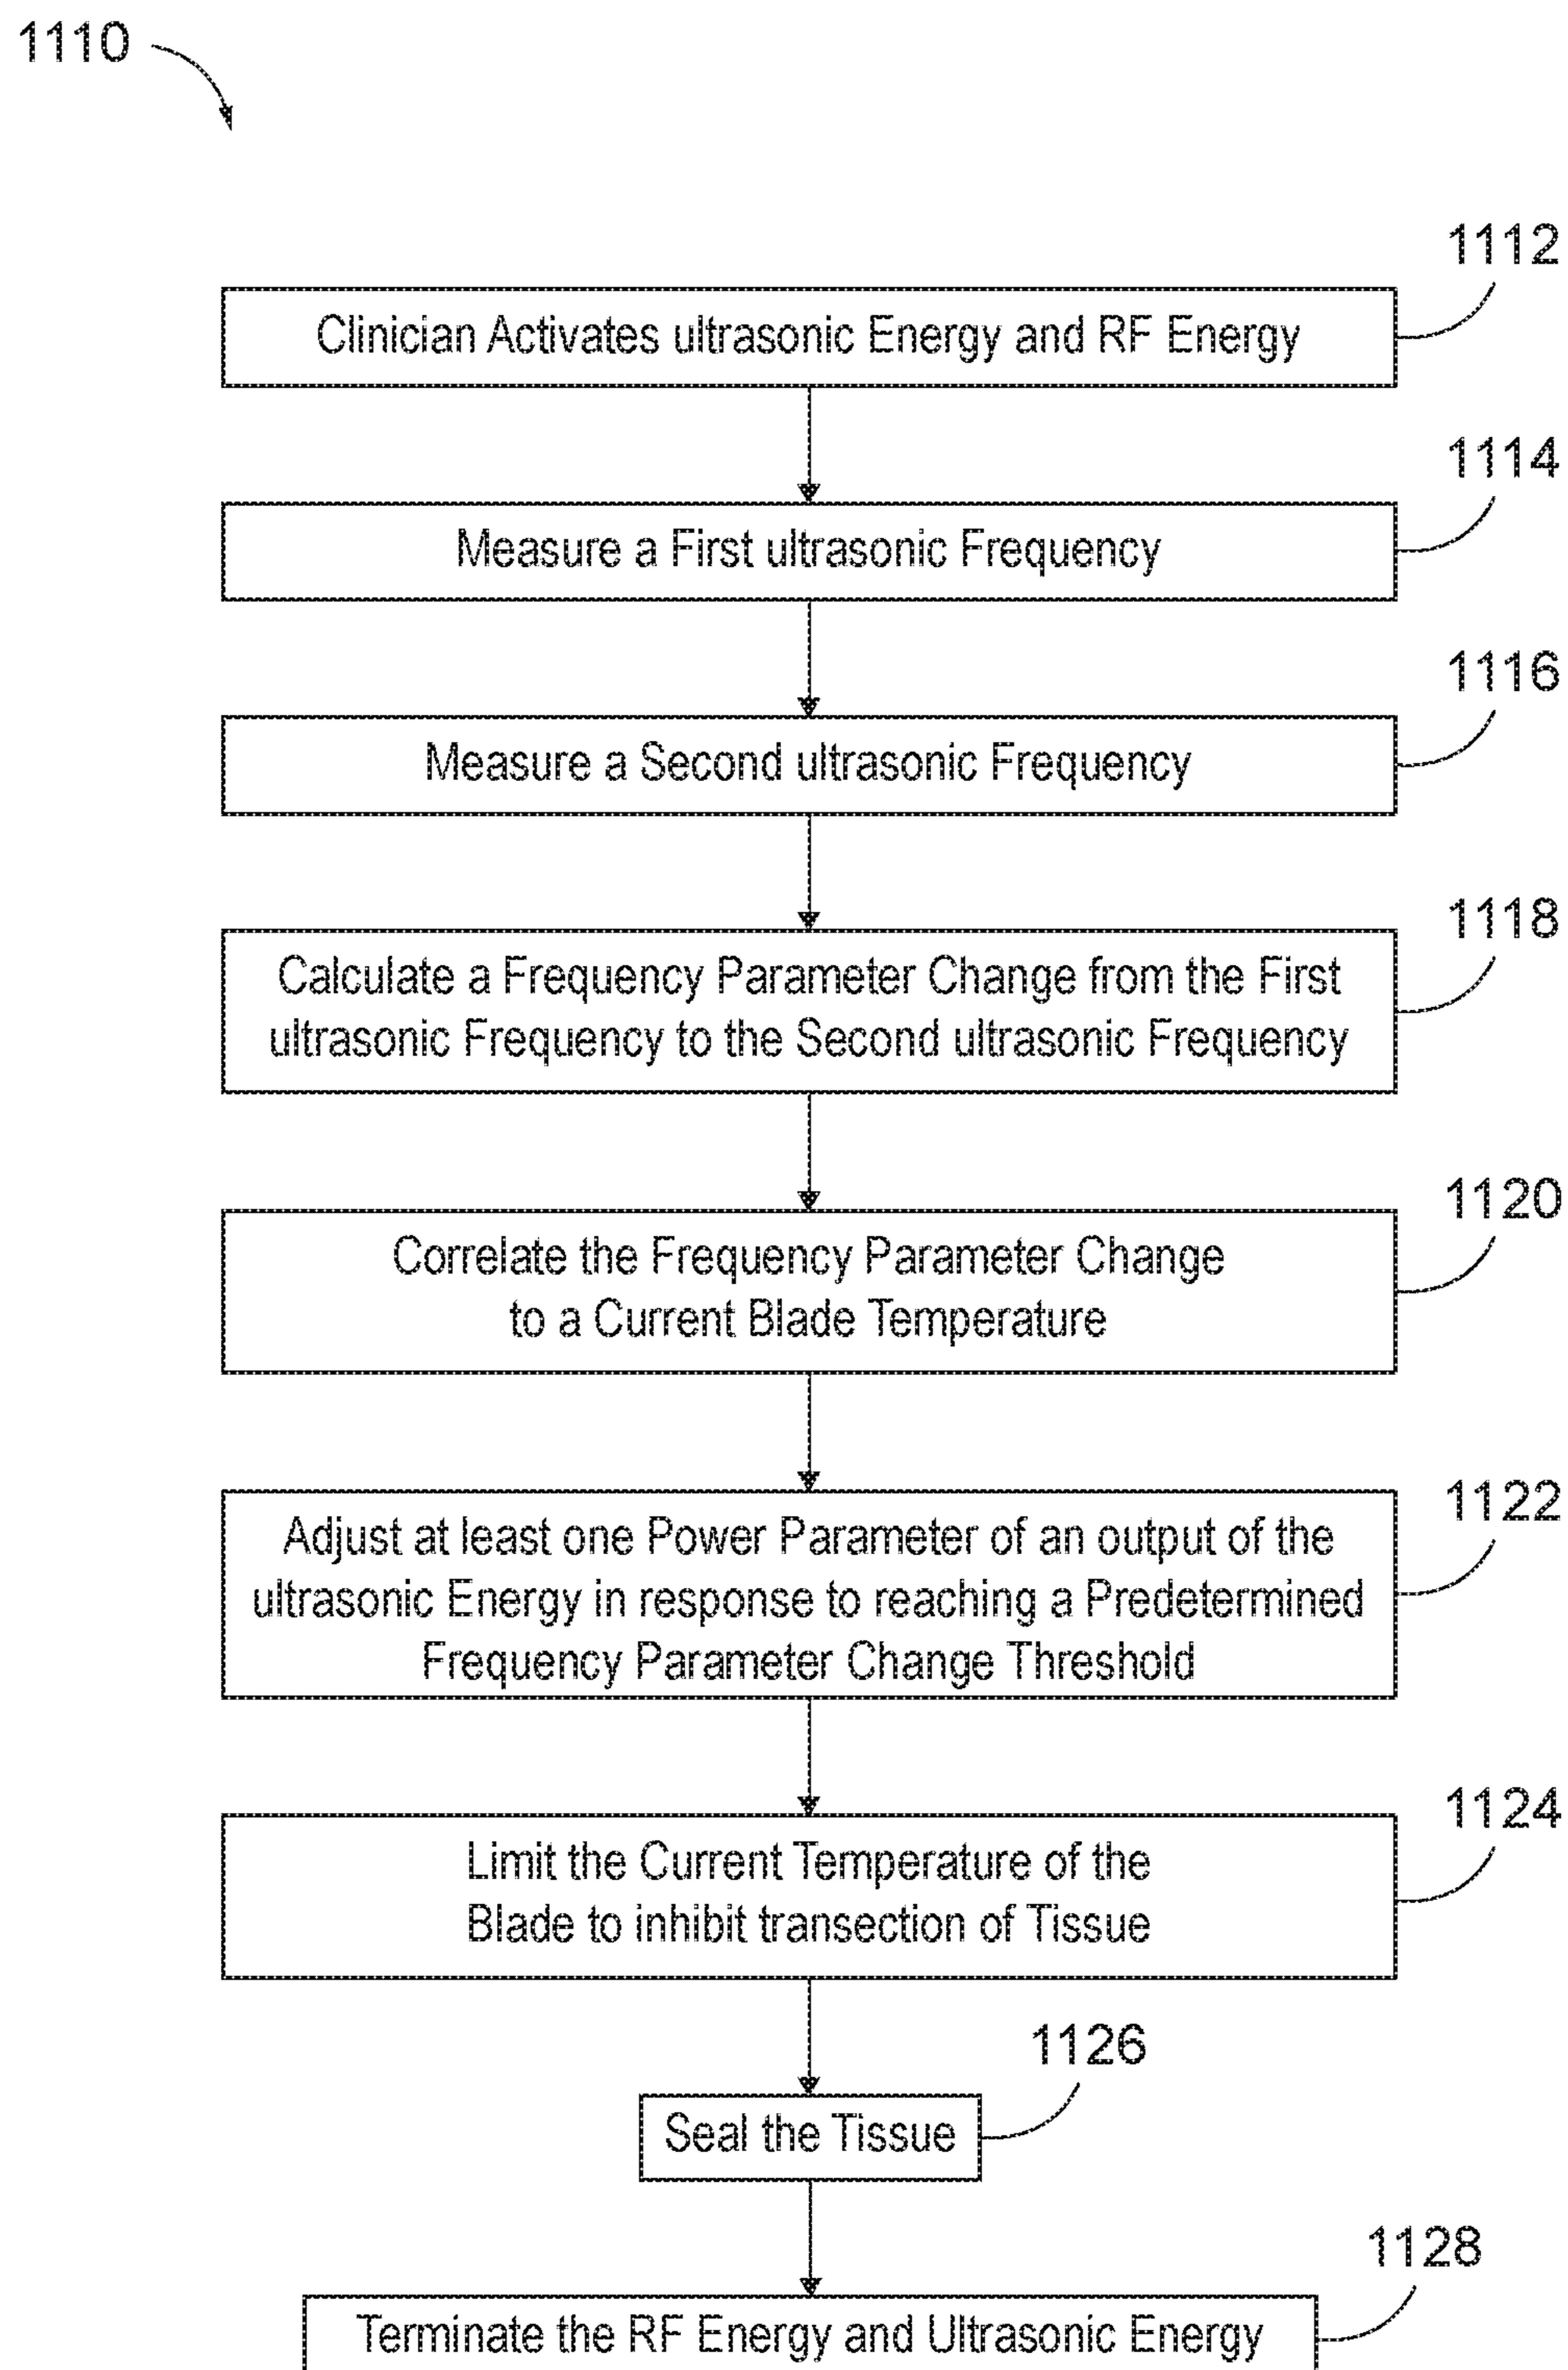 1110
1112
Clinician Activates ultrasonic Energy and RF Energy
1114
Measure a First ultrasonic Frequency
1116
Measure a Second ultrasonic Frequency
1118
Calculate a Frequency Parameter Change from the First
ultrasonic Frequency to the Second ultrasonic Frequency
1120
Correlate the Frequency Parameter Change
to a Current Blade Temperature
1122
Adjust at least one Power Parameter of an output of the
ultrasonic Energy in response to reaching a Predetermined
Frequency Parameter Change Threshold
1124
Limit the Current Temperature of the
Blade to inhibit transection of Tissue
1126
Seal the Tissue
1128
Terminate the RF Energy and Ultrasonic Energy